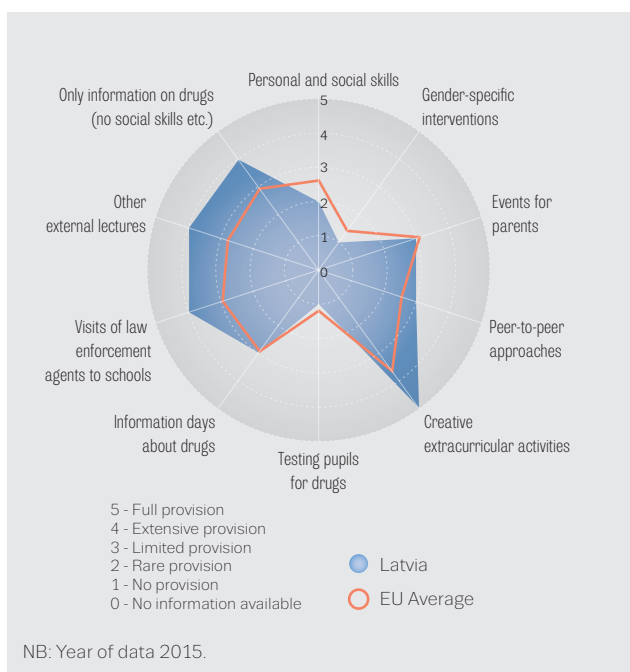 Personal and social skills
Gender-specific
interventions
Events for
parents
Peer-to-peer
approaches
Creative
extracurricular activities
Testing pupils
for drugs
Information days
about drugs
Visits of law
enforcement
agents to schools
Other
external lectures
Only information on drugs
(no social skills etc.)
5
4
3
2
1
0
5 - Full provision
4 - Extensive provision
3 - Limited provision
2 - Rare provision
1 - No provision
0 - No information available
Latvia
EU Average
NB: Year of data 2015.